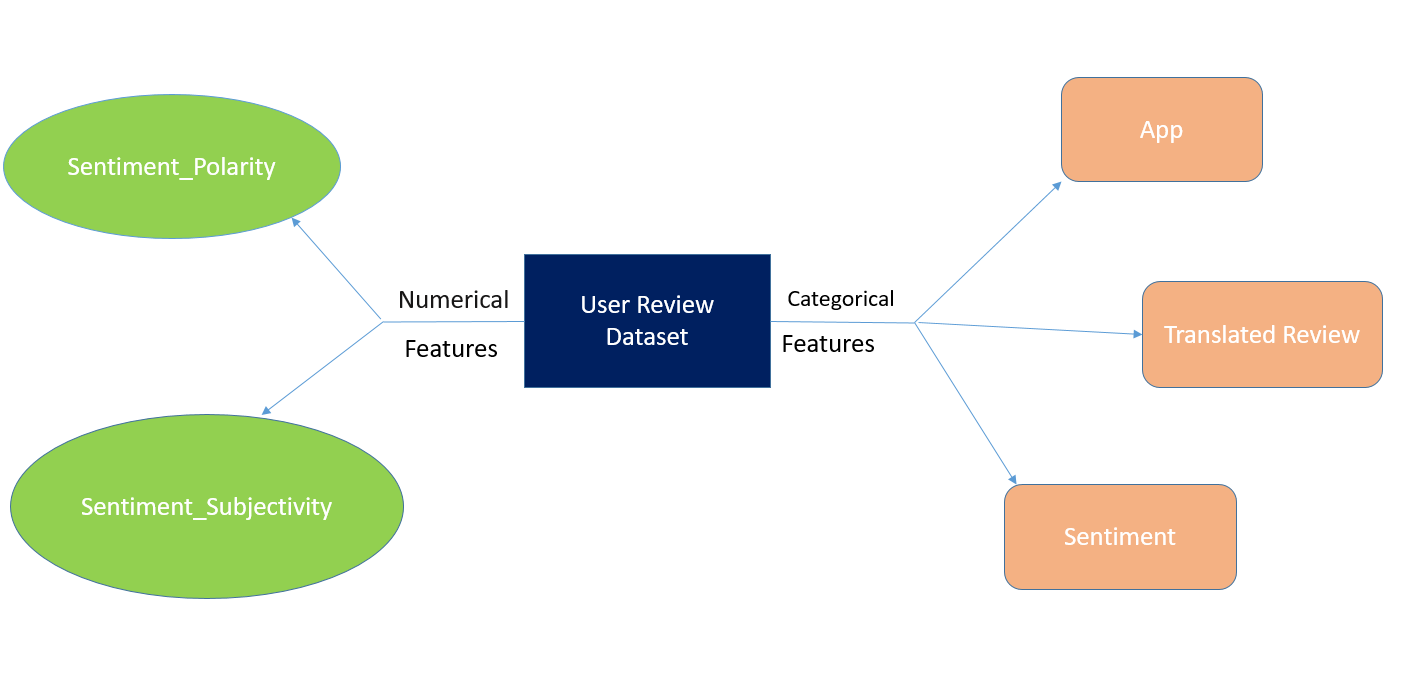 Sentiment_Polarity
Sentiment_Subjectivity
Numerical
Features
User Review
Dataset
Categorical
Features
App
Translated Review
Sentiment